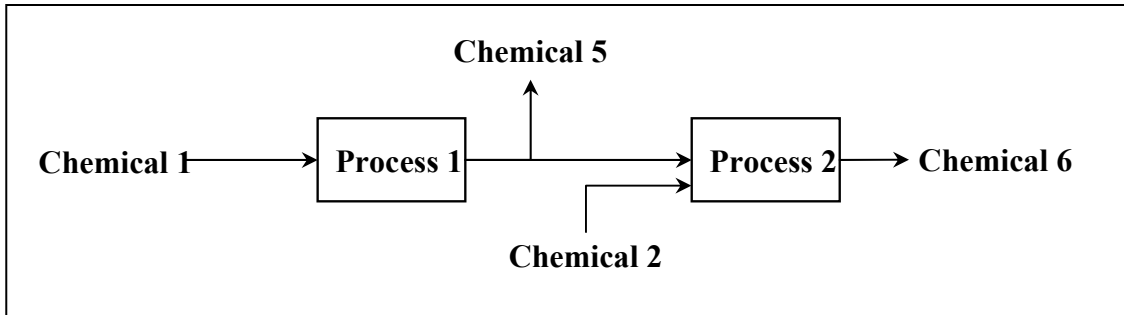 Chemical 5
Chemical 1
Process 1
Process 2
Chemical 6
Chemical 2